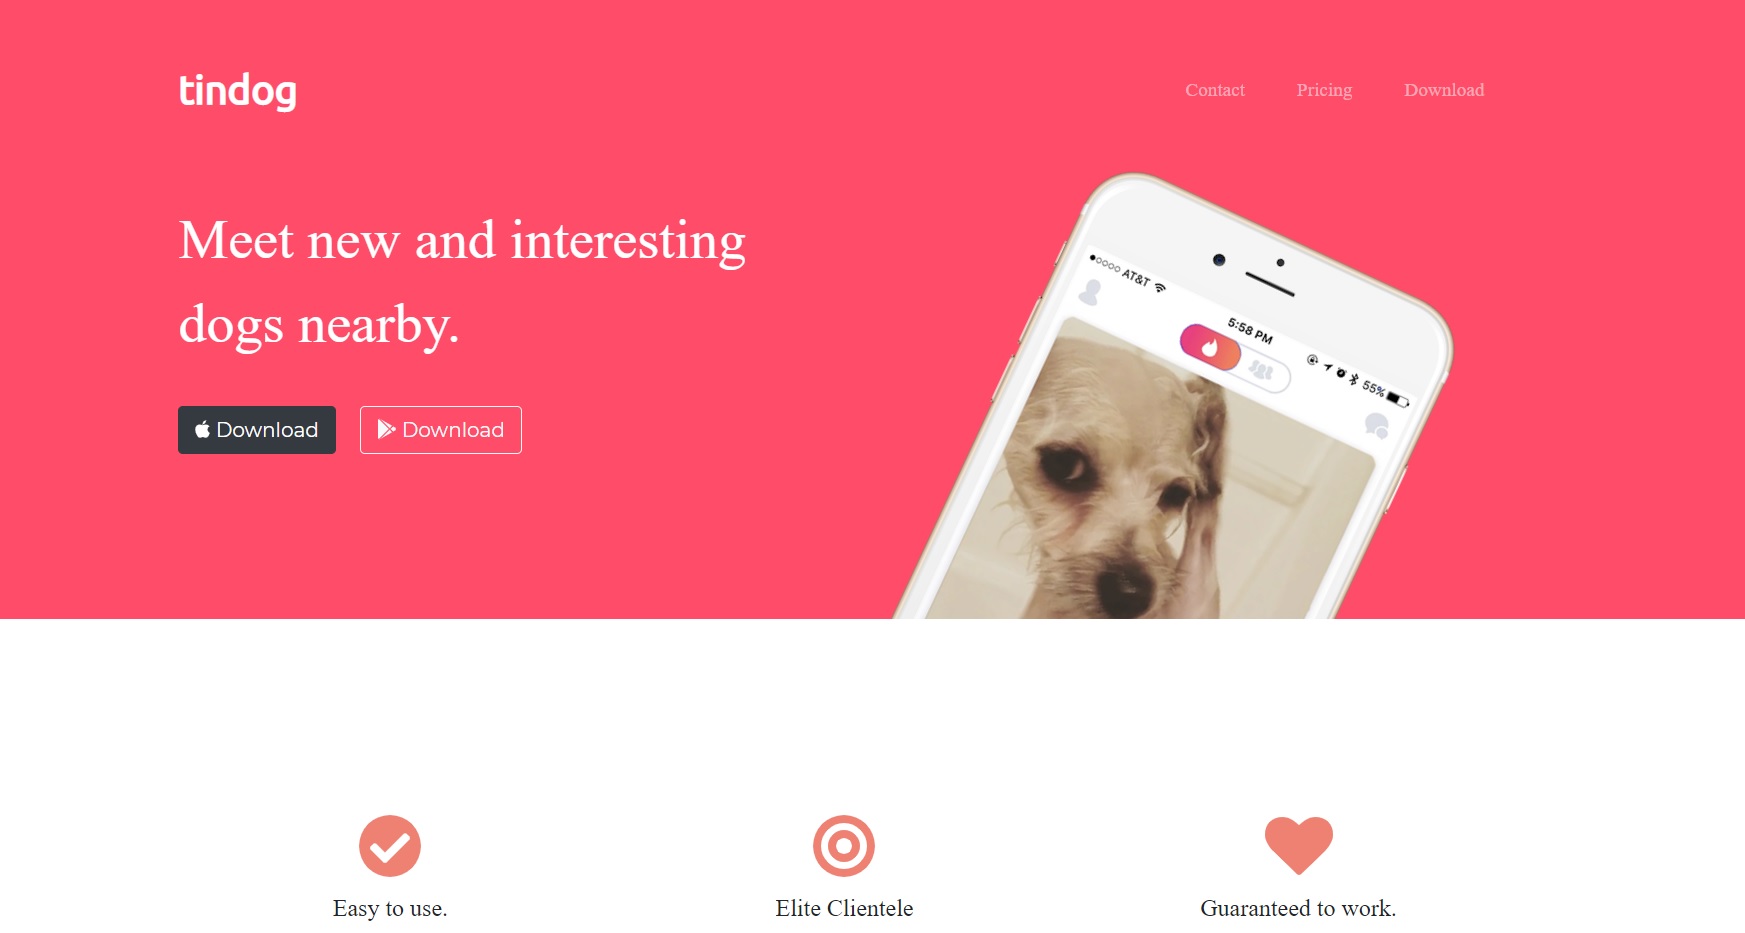 tindog
Contact Pricing Download
Meet new and interesting
dogs nearby.
Download Download
AT&T
5:58 PM
55%
Easy to use. Elite Clientele Guaranteed to work.